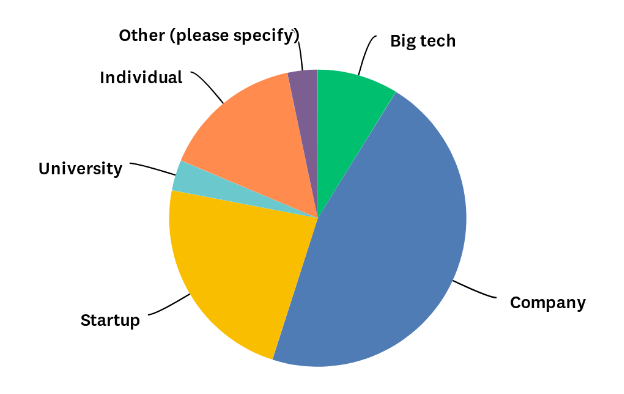 Other (please specify)
Big tech
Individual
University
Company
Startup